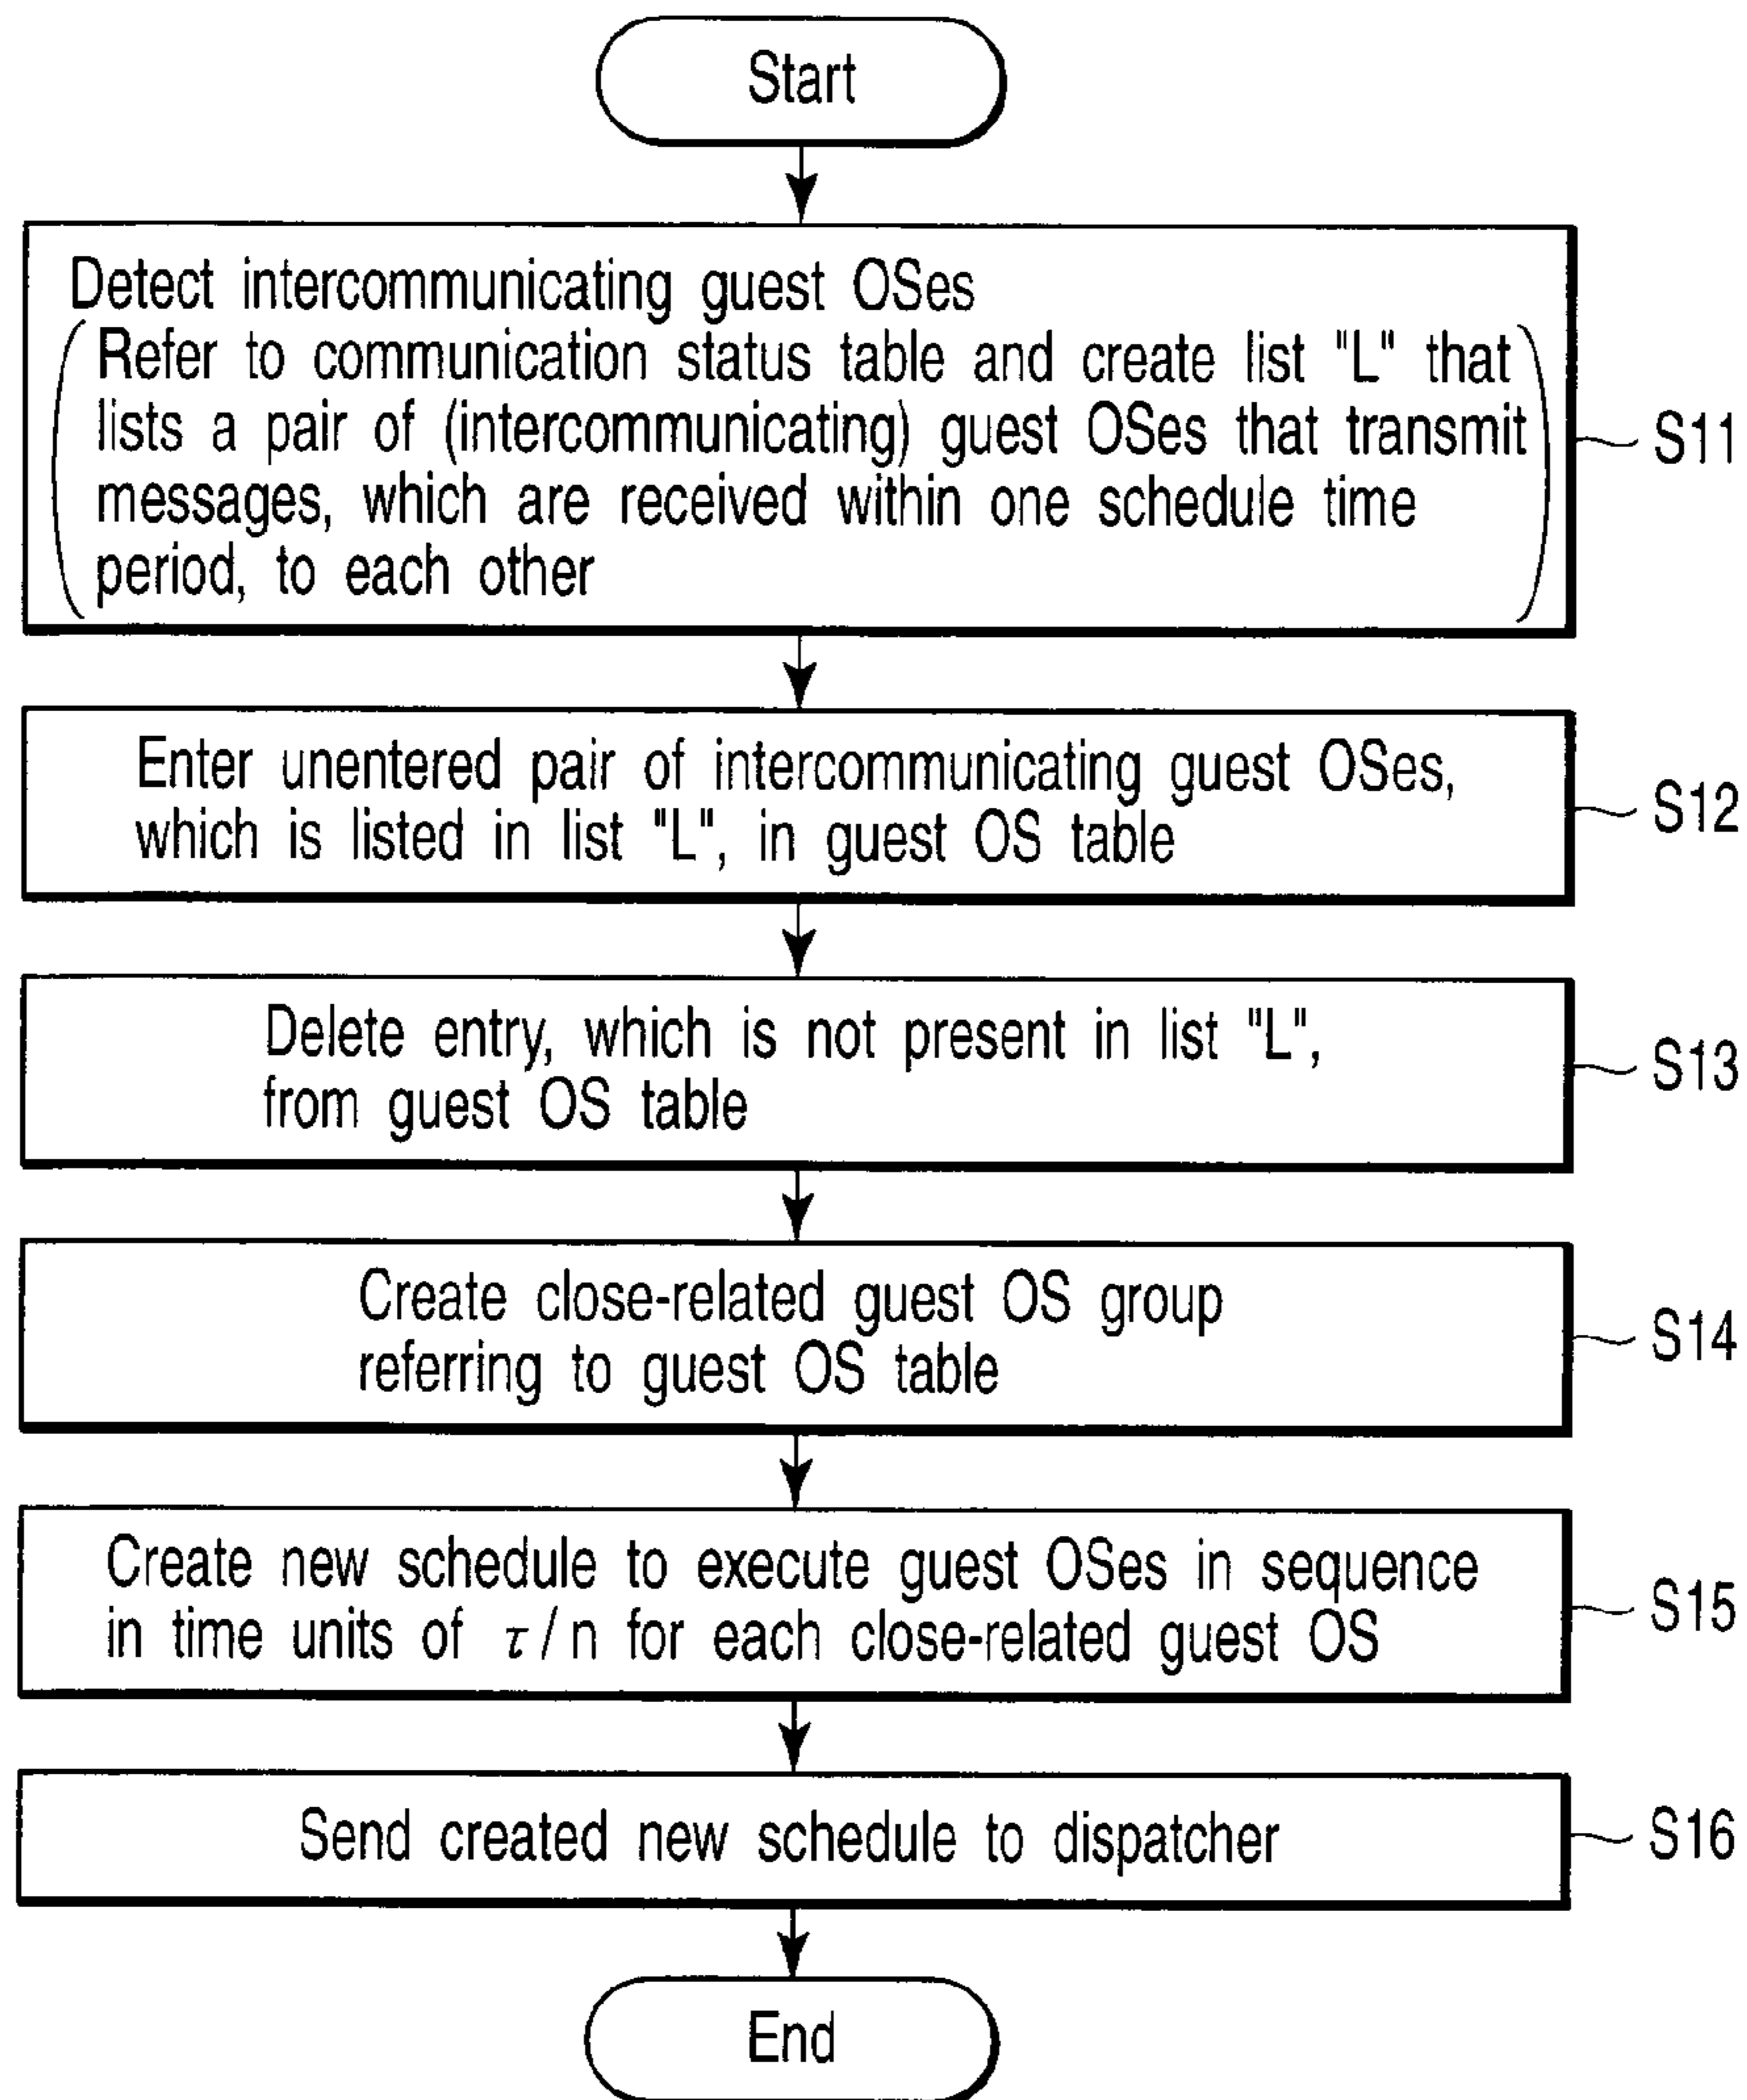 Start
Detect intercommunicating guest OSes
Refer to communication status table and create list "L" that
lists a pair of (intercommunicating) guest OSes that transmit
messages, which are received within one schedule time
period, to each other
S11
Enter unentered pair of intercommunicating guest OSes,
which is listed in list "L", in guest OS table
S12
Delete entry, which is not present in list "L",
from guest OS table
S13
Create close-related guest OS group
referring to guest OS table
S14
Create new schedule to execute guest OSes in sequence
in time units of τ/n for each close-related guest OS
S15
Send created new schedule to dispatcher
S16
End